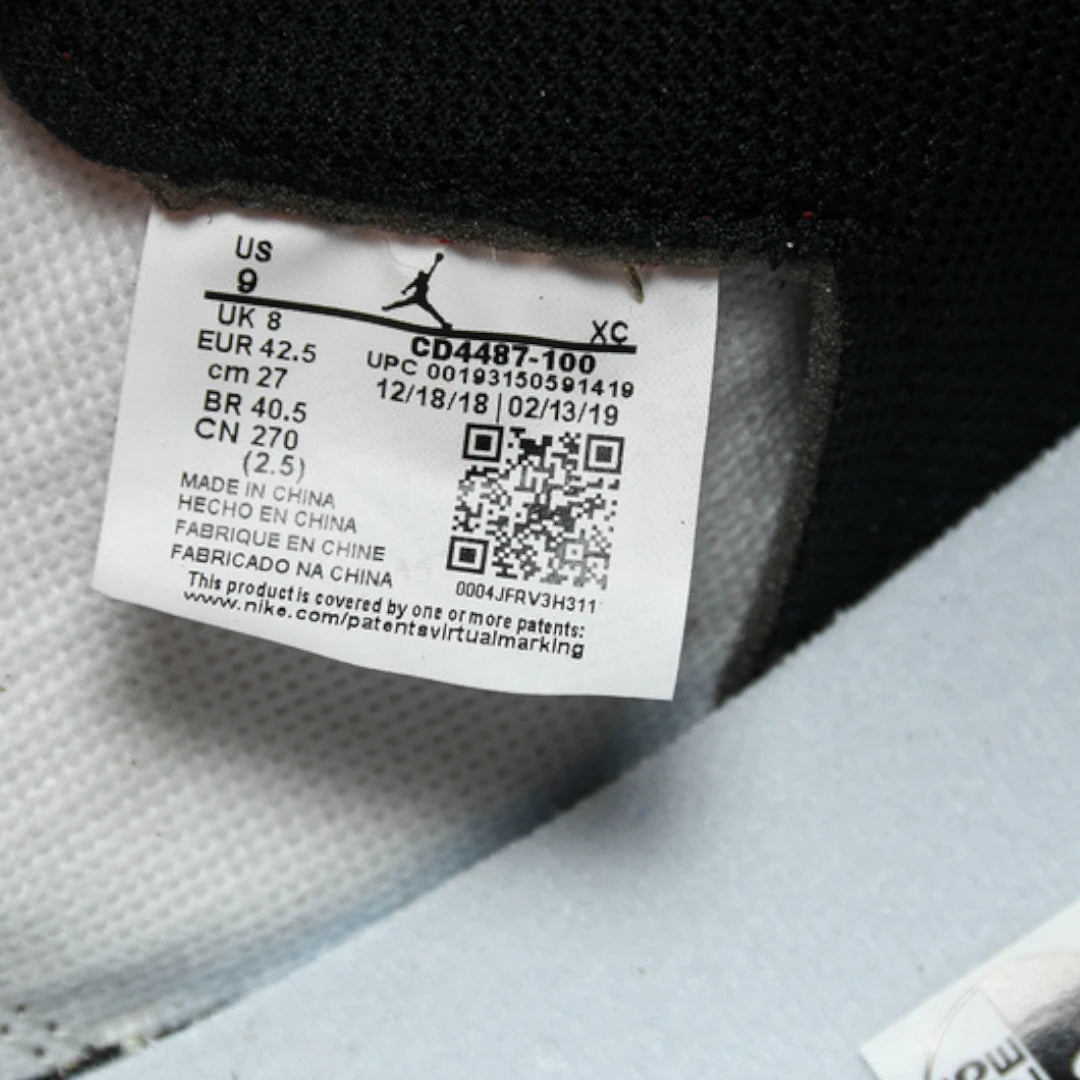 US
9
XC
UK 8
EUR 42.5
cm 27
BR 40.5
CN 270
(2.5)
CD4487-100
UPC 00193150591419
12/18/18 | 02/13/19
MADE IN CHINA
HECHO EN CHINA
FABRIQUE EN CHINE
FABRICADO NA CHINA
0004JFRV3H311
This product is covered by one or more patents:
www.nike.com/patentsvirtualmarking